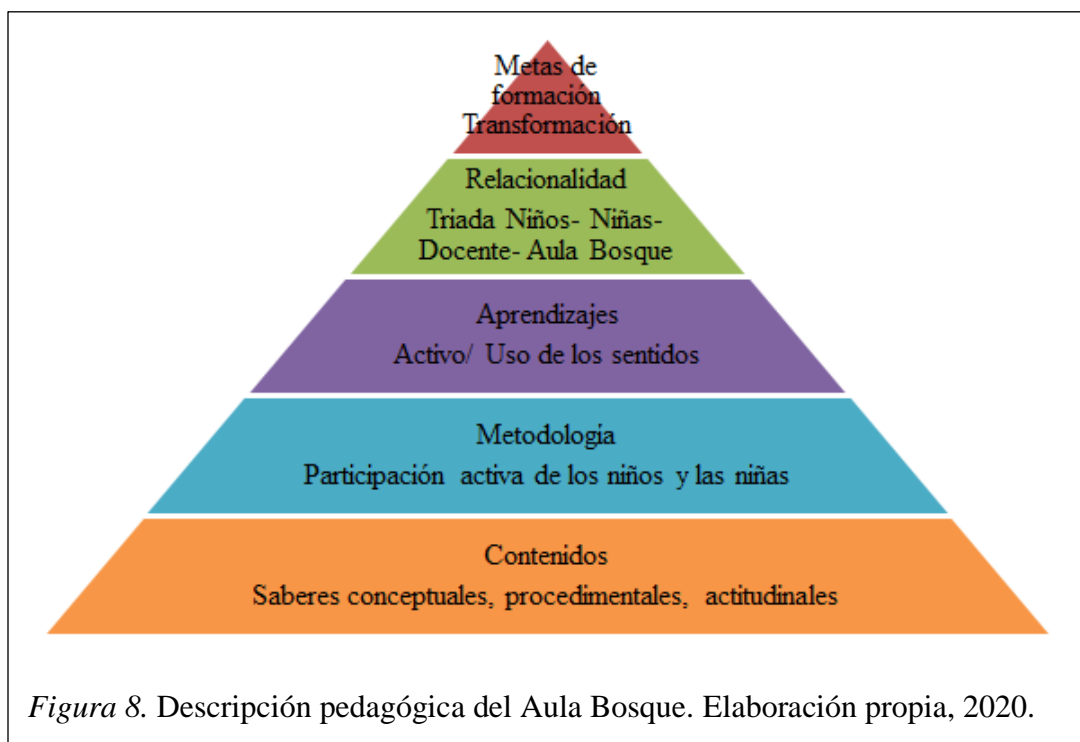 Metas de
formación
Transformación
Relacionalidad
Triada Niños- Niñas-
Docente- Aula Bosque
Aprendizajes
Activo/ Uso de los sentidos
Metodología
Participación activa de los niños y las niñas
Contenidos
Saberes conceptuales, procedimentales, actitudinales
Figura 8. Descripción pedagógica del Aula Bosque. Elaboración propia, 2020.